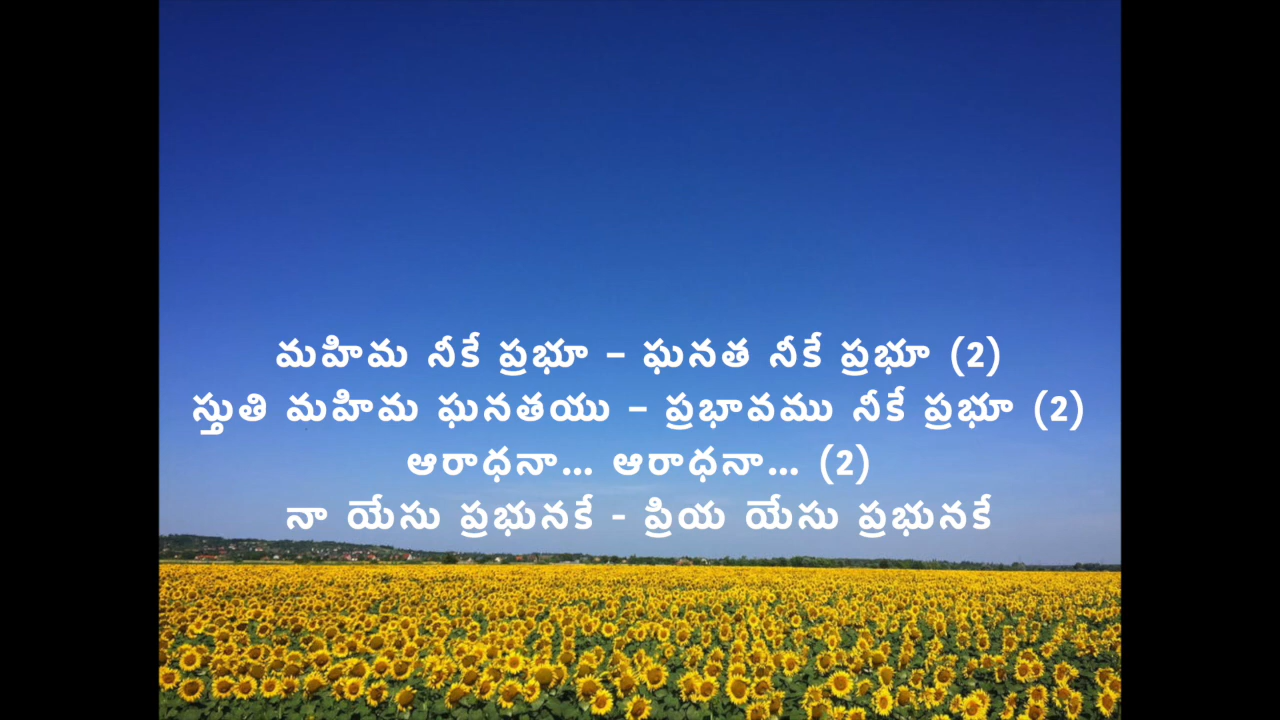 మహిమ నీకే ప్రభూ – ఘనత నీకే ప్రభూ (2)
స్తుతి మహిమ ఘనతయు – ప్రభావము నీకే ప్రభూ (2)
ఆరాధనా... ఆరాధనా... (2)
నా యేసు ప్రభునకే - ప్రియ యేసు ప్రభునకే